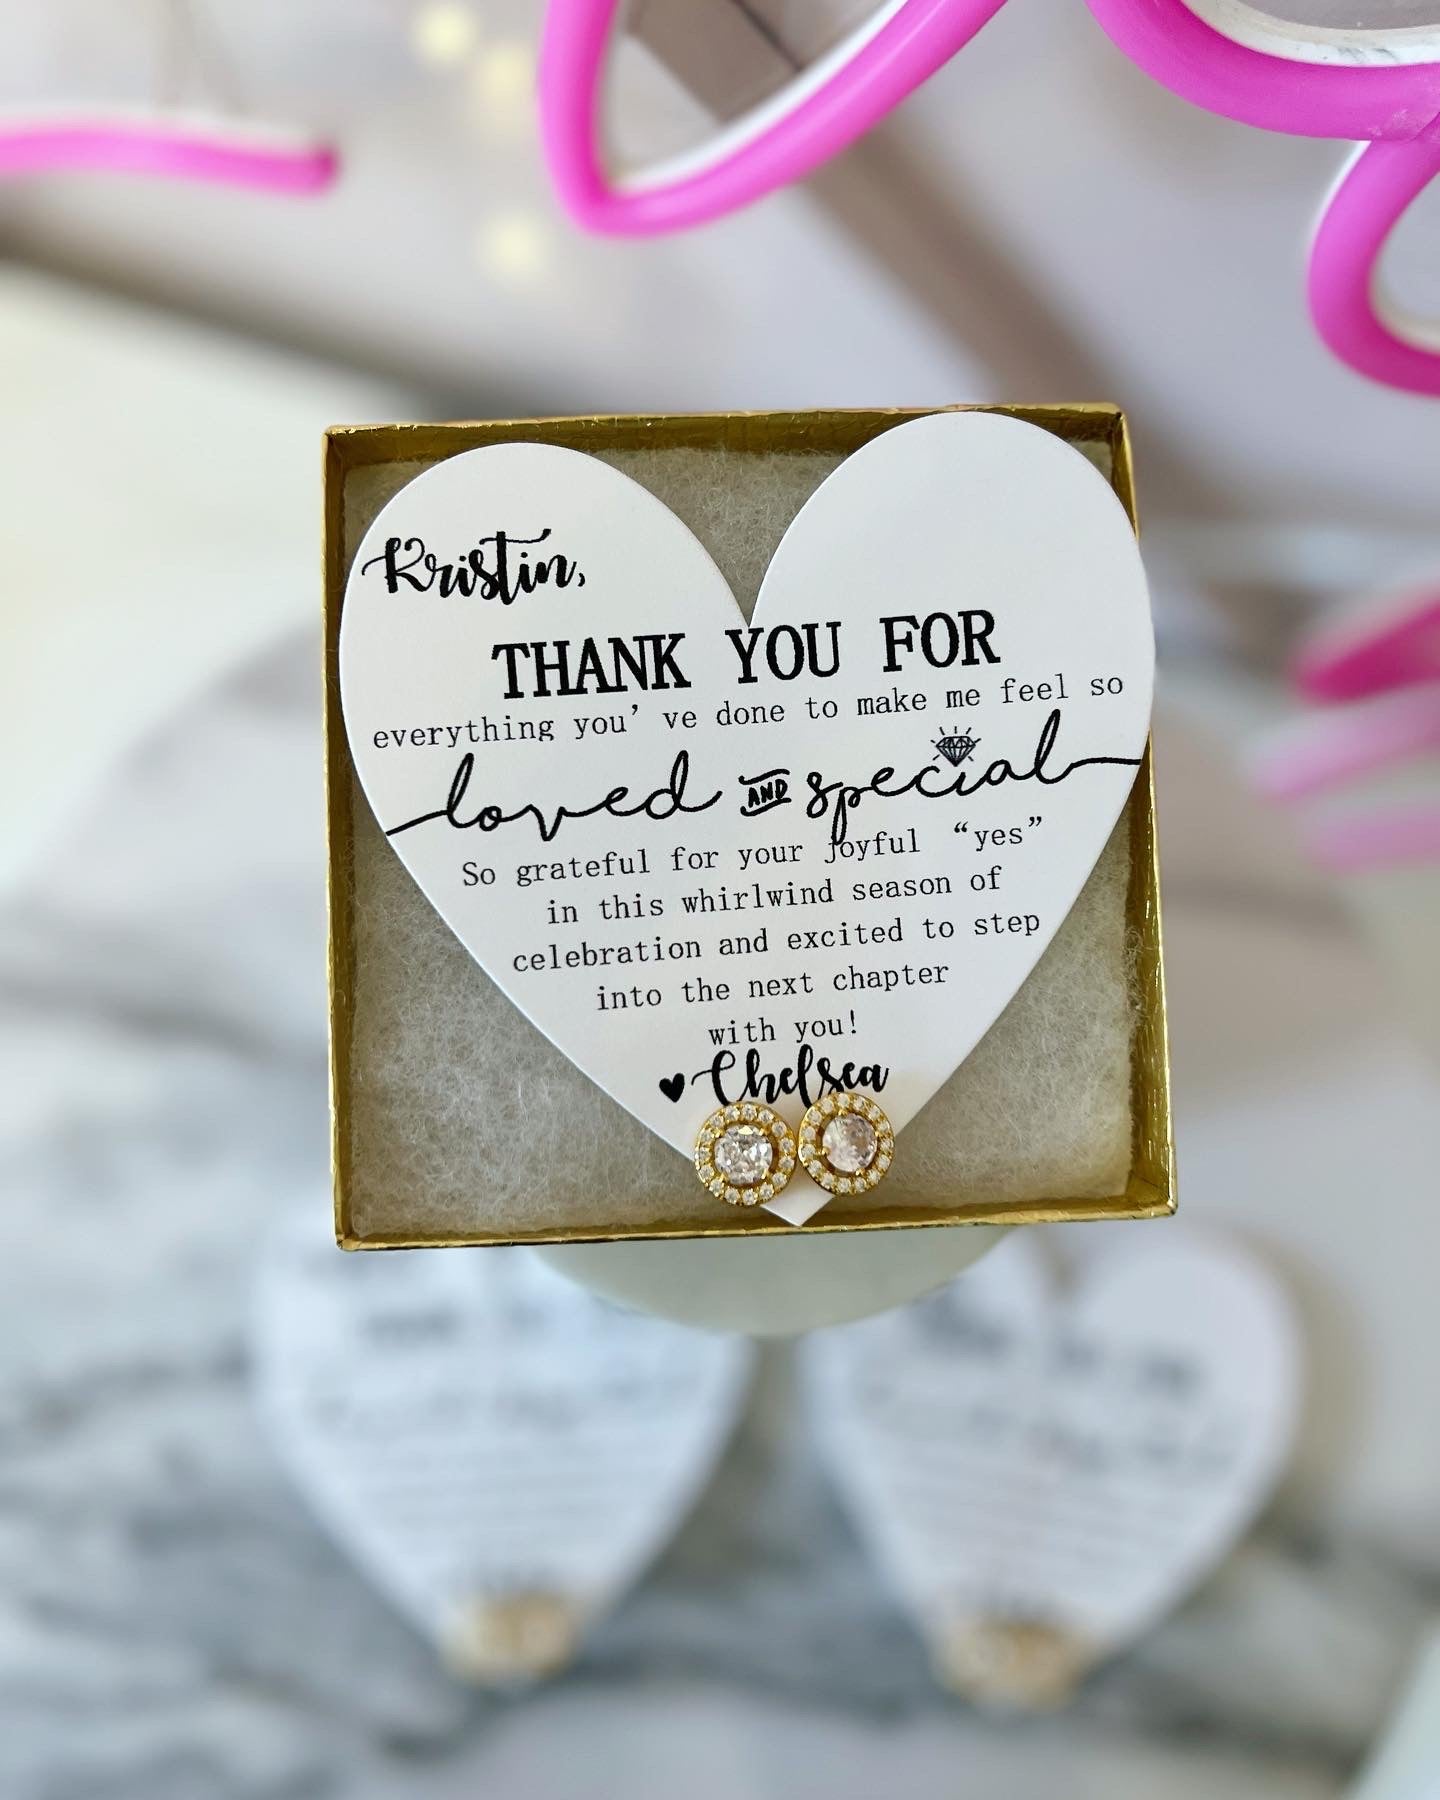 Kristin,
THANK YOU FOR
everything you've done to make me feel so
loved AND special
So grateful for your joyful “yes”
in this whirlwind season of
celebration and excited to step
into the next chapter
with you!
♥Chelsea